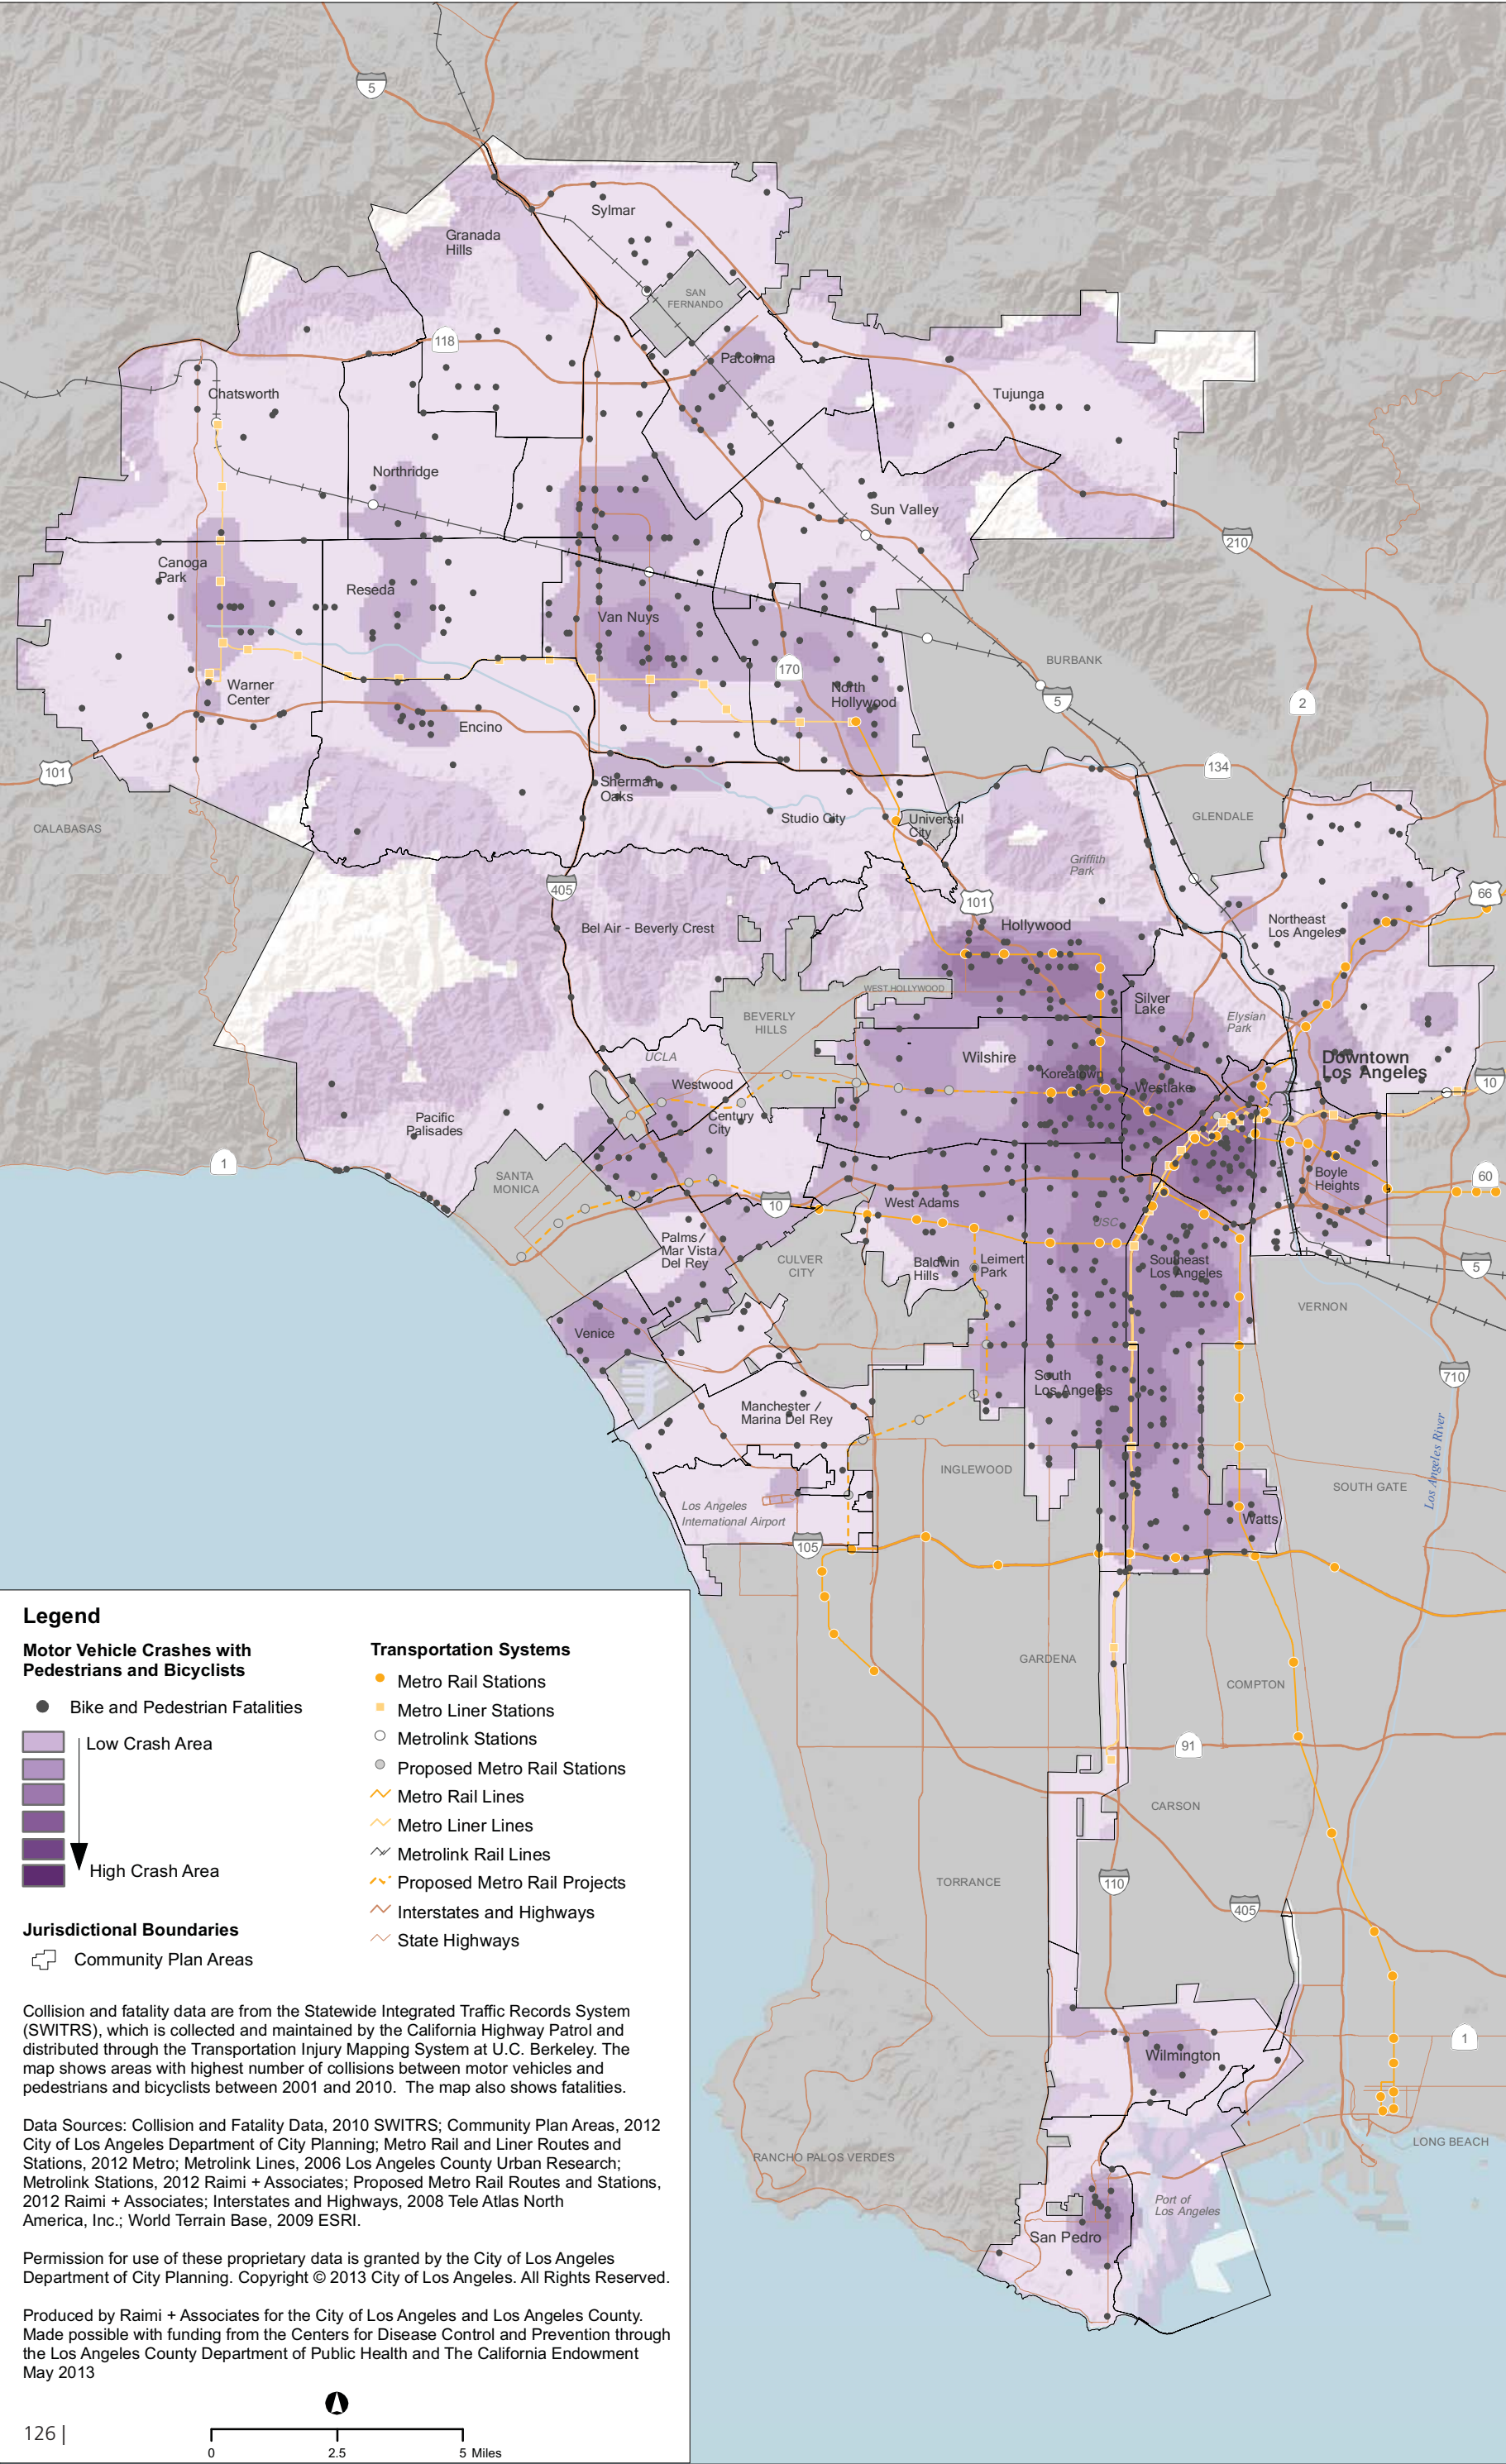 5
Sylmar
Granada
Hills
SAN
FERNANDO
118
Pacoima
Chatsworth
Tujunga
Northridge
Sun Valley
210
Canoga
Park
Reseda
Van Nuys
BURBANK
170
Warner
Center
North
Hollywood
5
2
Encino
101
134
Sherman
Oaks
CALABASAS
Studio City
Universal
City
GLENDALE
Griffith
Park
405
101
66
Bel Air - Beverly Crest
Hollywood
Northeast
Los Angeles
WEST HOLLYWOOD
Silver
Lake
BEVERLY
HILLS
Elysian
Park
UCLA
Wilshire
Downtown
Los Angeles
Koreatown
Westlake
Westwood
10
Century
City
Pacific
Palisades
1
SANTA
MONICA
Boyle
Heights
60
10
West Adams
USC
Palms/
Mar Vista/
Del Rey
CULVER
CITY
Baldwin
Hills
Leimert
Park
Southeast
Los Angeles
5
VERNON
Venice
South
Los Angeles
710
Manchester /
Marina Del Rey
INGLEWOOD
SOUTH GATE
Los Angeles River
Los Angeles
International Airport
Watts
105
GARDENA
COMPTON
91
CARSON
TORRANCE
110
405
1
Wilmington
LONG BEACH
RANCHO PALOS VERDES
Port of
Los Angeles
San Pedro
Legend
Motor Vehicle Crashes with
Pedestrians and Bicyclists
Bike and Pedestrian Fatalities
Low Crash Area
High Crash Area
Jurisdictional Boundaries
Community Plan Areas
Transportation Systems
Metro Rail Stations
Metro Liner Stations
Metrolink Stations
Proposed Metro Rail Stations
Metro Rail Lines
Metro Liner Lines
Metrolink Rail Lines
Proposed Metro Rail Projects
Interstates and Highways
State Highways
Collision and fatality data are from the Statewide Integrated Traffic Records System
(SWITRS), which is collected and maintained by the California Highway Patrol and
distributed through the Transportation Injury Mapping System at U.C. Berkeley. The
map shows areas with highest number of collisions between motor vehicles and
pedestrians and bicyclists between 2001 and 2010. The map also shows fatalities.
Data Sources: Collision and Fatality Data, 2010 SWITRS; Community Plan Areas, 2012
City of Los Angeles Department of City Planning; Metro Rail and Liner Routes and
Stations, 2012 Metro; Metrolink Lines, 2006 Los Angeles County Urban Research;
Metrolink Stations, 2012 Raimi + Associates; Proposed Metro Rail Routes and Stations,
2012 Raimi + Associates; Interstates and Highways, 2008 Tele Atlas North
America, Inc.; World Terrain Base, 2009 ESRI.
Permission for use of these proprietary data is granted by the City of Los Angeles
Department of City Planning. Copyright © 2013 City of Los Angeles. All Rights Reserved.
Produced by Raimi + Associates for the City of Los Angeles and Los Angeles County.
Made possible with funding from the Centers for Disease Control and Prevention through
the Los Angeles County Department of Public Health and The California Endowment
May 2013
126 |
0 2.5 5 Miles